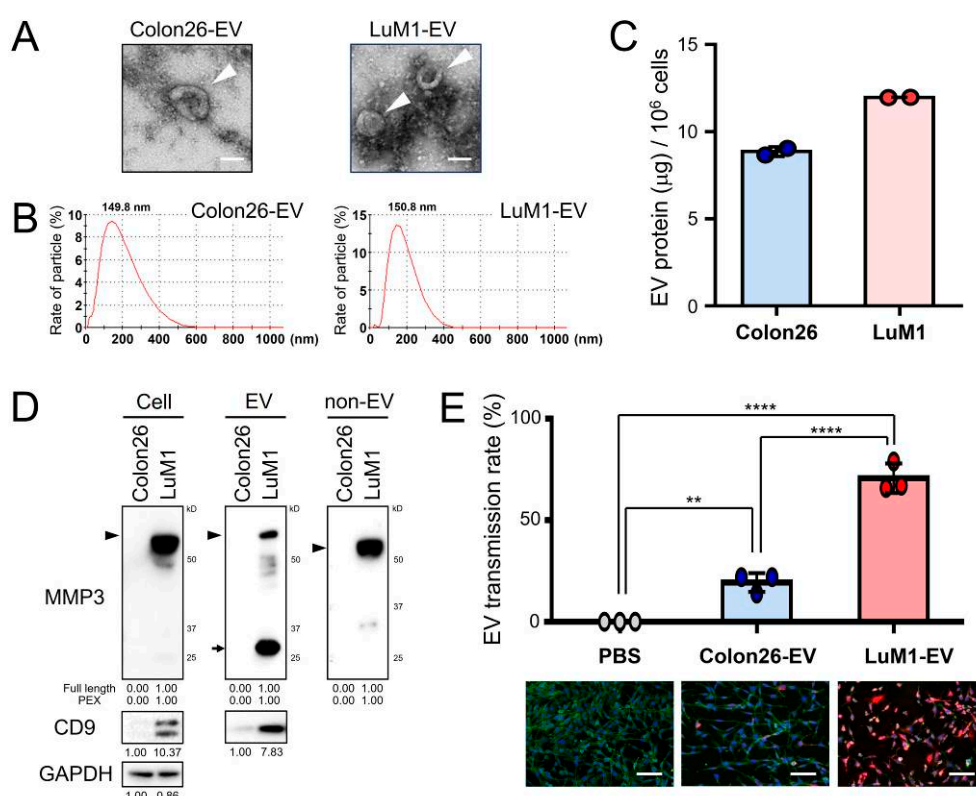 A
Colon26-EV
LuM1-EV
B
149.8 nm
Colon26-EV
Rate of particle (%)
10
8
6
4
2
0
0 200 400 600 800 1000 (nm)
150.8 nm
LuM1-EV
Rate of particle (%)
15
10
5
0
0 200 400 600 800 1000 (nm)
C
EV protein (μg) / 10⁶ cells
15
10
5
0
Colon26 LuM1
D
Cell EV non-EV
Colon26 LuM1 Colon26 LuM1 Colon26 LuM1
kD kD kD
50 50 50
37 37 37
25 25 25
MMP3
Full length 0.00 1.00 0.00 1.00 0.00 1.00
PEX 0.00 1.00 0.00 1.00 0.00 1.00
CD9
1.00 10.37 1.00 7.83
GAPDH
1.00 0.86
E
EV transmission rate (%)
100
50
0
****
****
**
PBS Colon26-EV LuM1-EV